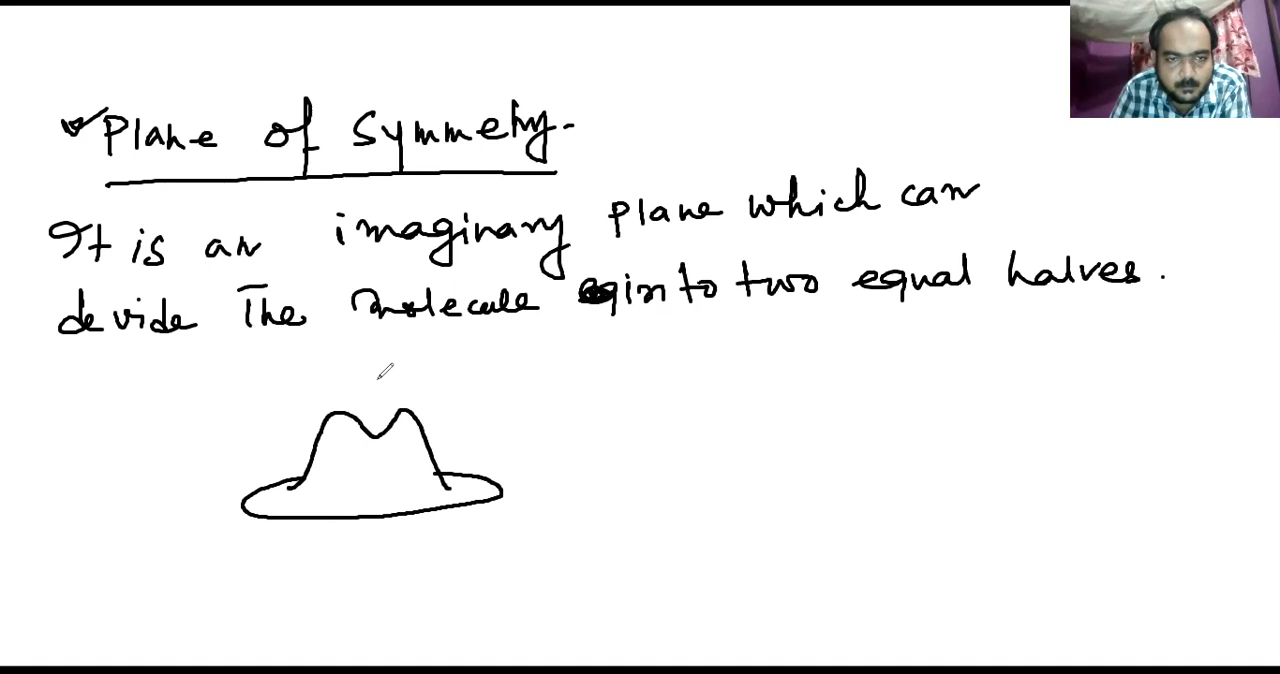 Plane of Symmetry.
It is an imaginary plane which can
devide The molecule into two equal halves.